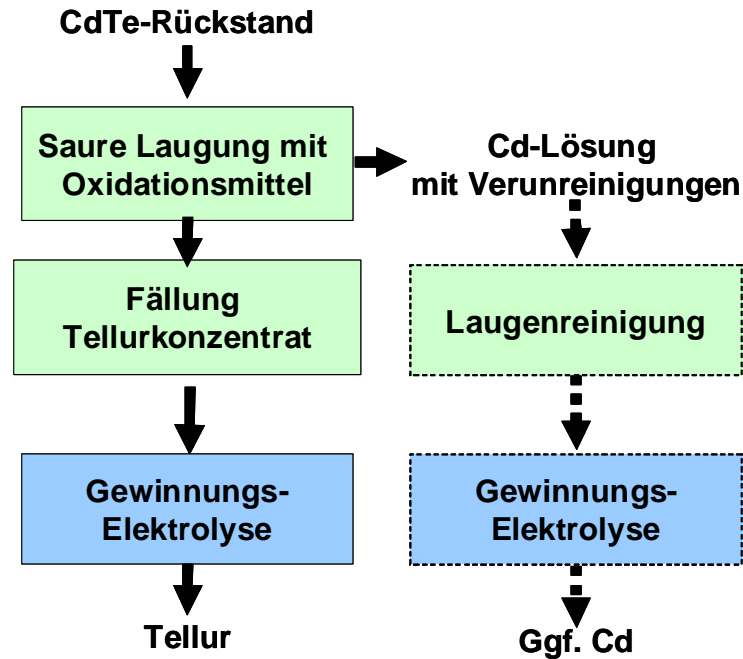 CdTe-Rückstand
Saure Laugung mit
Oxidationsmittel
Cd-Lösung
mit Verunreinigungen
Fällung
Tellurkonzentrat
Laugenreinigung
Gewinnungs-
Elektrolyse
Gewinnungs-
Elektrolyse
Tellur
Ggf. Cd